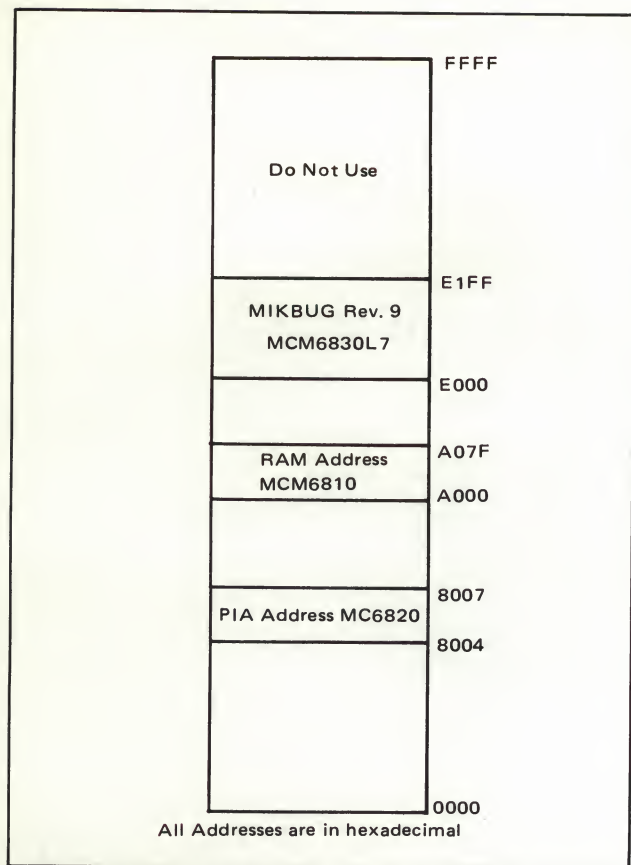 FFFF
Do Not Use
E1FF
MIKBUG Rev. 9
MCM6830L7
E000
A07F
RAM Address
MCM6810
A000
8007
PIA Address MC6820
8004
0000
All Addresses are in hexadecimal